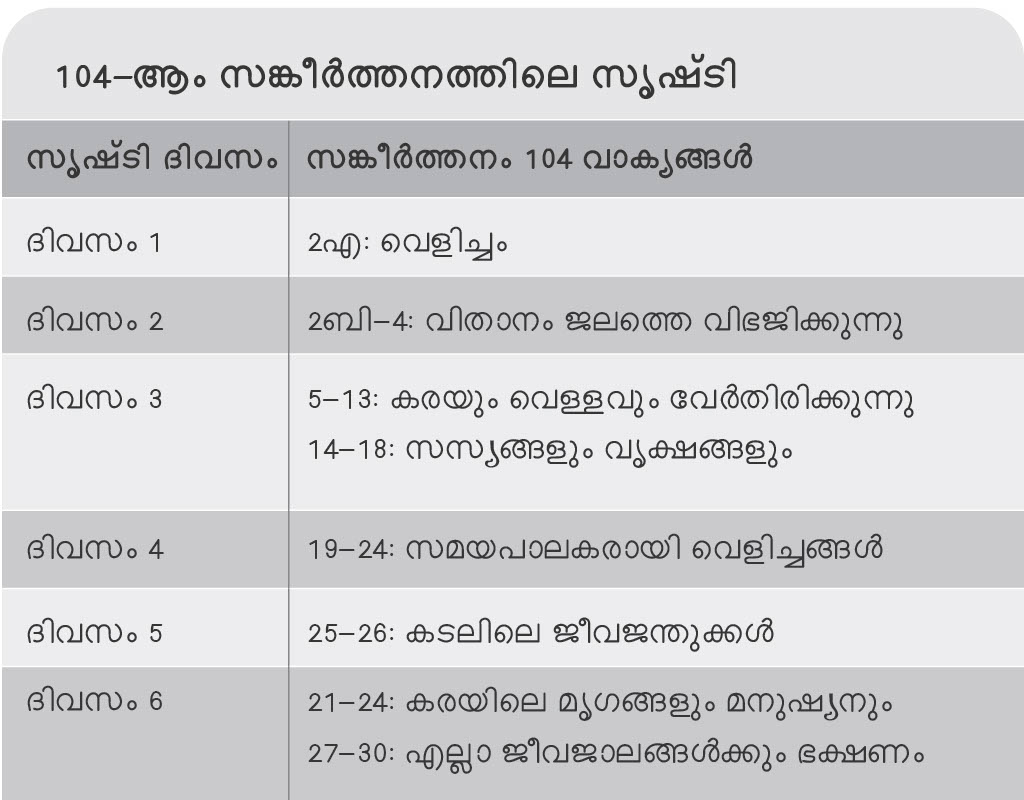 104–ആം സങ്കീർത്തനത്തിലെ സൃഷ്ടി
സൃഷ്ടി ദിവസം സങ്കീർത്തനം 104 വാക്യങ്ങൾ
ദിവസം 1 2എ: വെളിച്ചം
ദിവസം 2 2ബി–4: വിതാനം ജലത്തെ വിഭജിക്കുന്നു
ദിവസം 3 5–13: കരയും വെള്ളവും വേർതിരിക്കുന്നു
14–18: സസ്യങ്ങളും വൃക്ഷങ്ങളും
ദിവസം 4 19–24: സമയപാലകരായി വെളിച്ചങ്ങൾ
ദിവസം 5 25–26: കടലിലെ ജീവജന്തുക്കൾ
ദിവസം 6 21–24: കരയിലെ മൃഗങ്ങളും മനുഷ്യനും
27–30: എല്ലാ ജീവജാലങ്ങൾക്കും ഭക്ഷണം